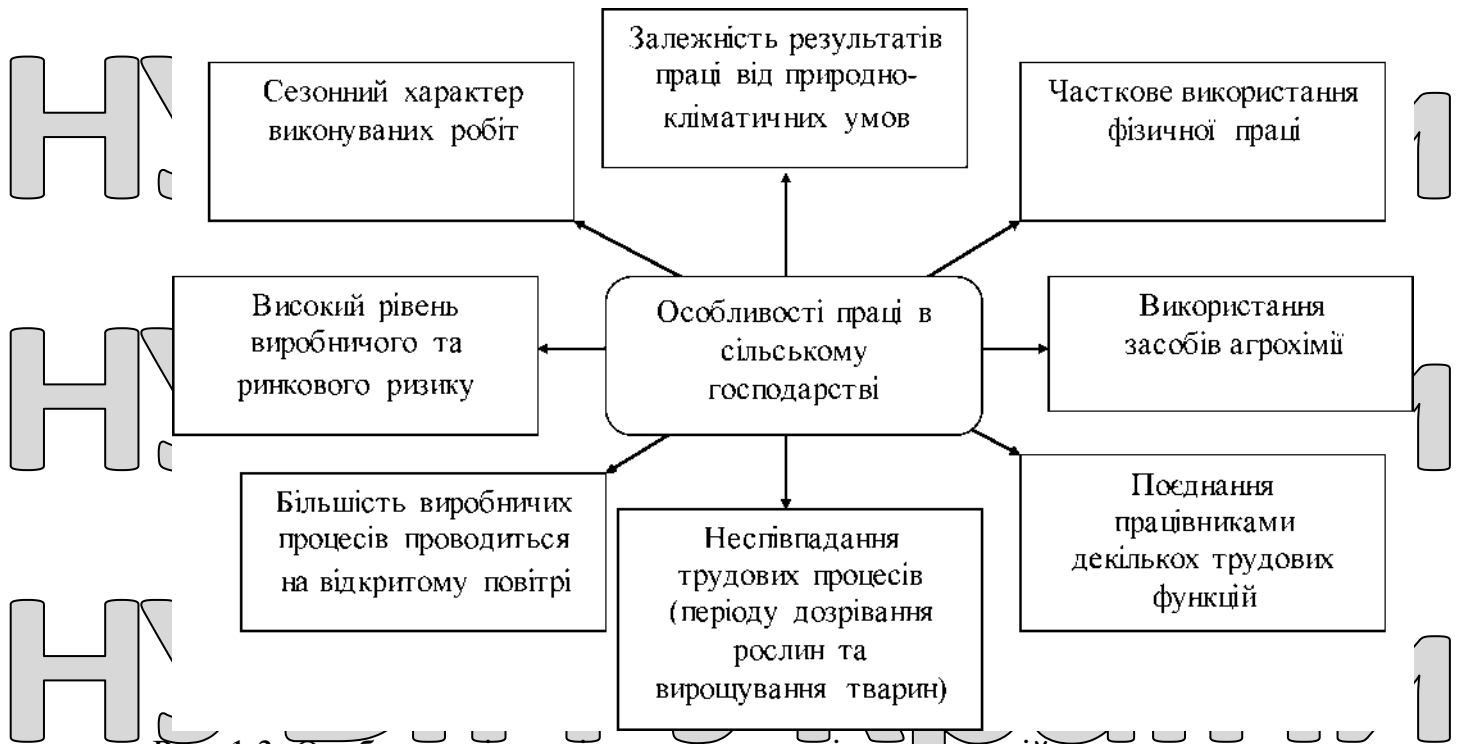 Залежність результатів
праці від природно-
кліматичних умов
Сезонний характер
виконуваних робіт
Часткове використання
фізичної праці
Високий рівень
виробничого та
ринкового ризику
Особливості праці в
сільському
господарстві
Використання
засобів агрохімії
Більшість виробничих
процесів проводиться
на відкритому повітрі
Неспівпадання
трудових процесів
(періоду дозрівання
рослин та
вирощування тварин)
Поєднання
працівниками
декількох трудових
функцій